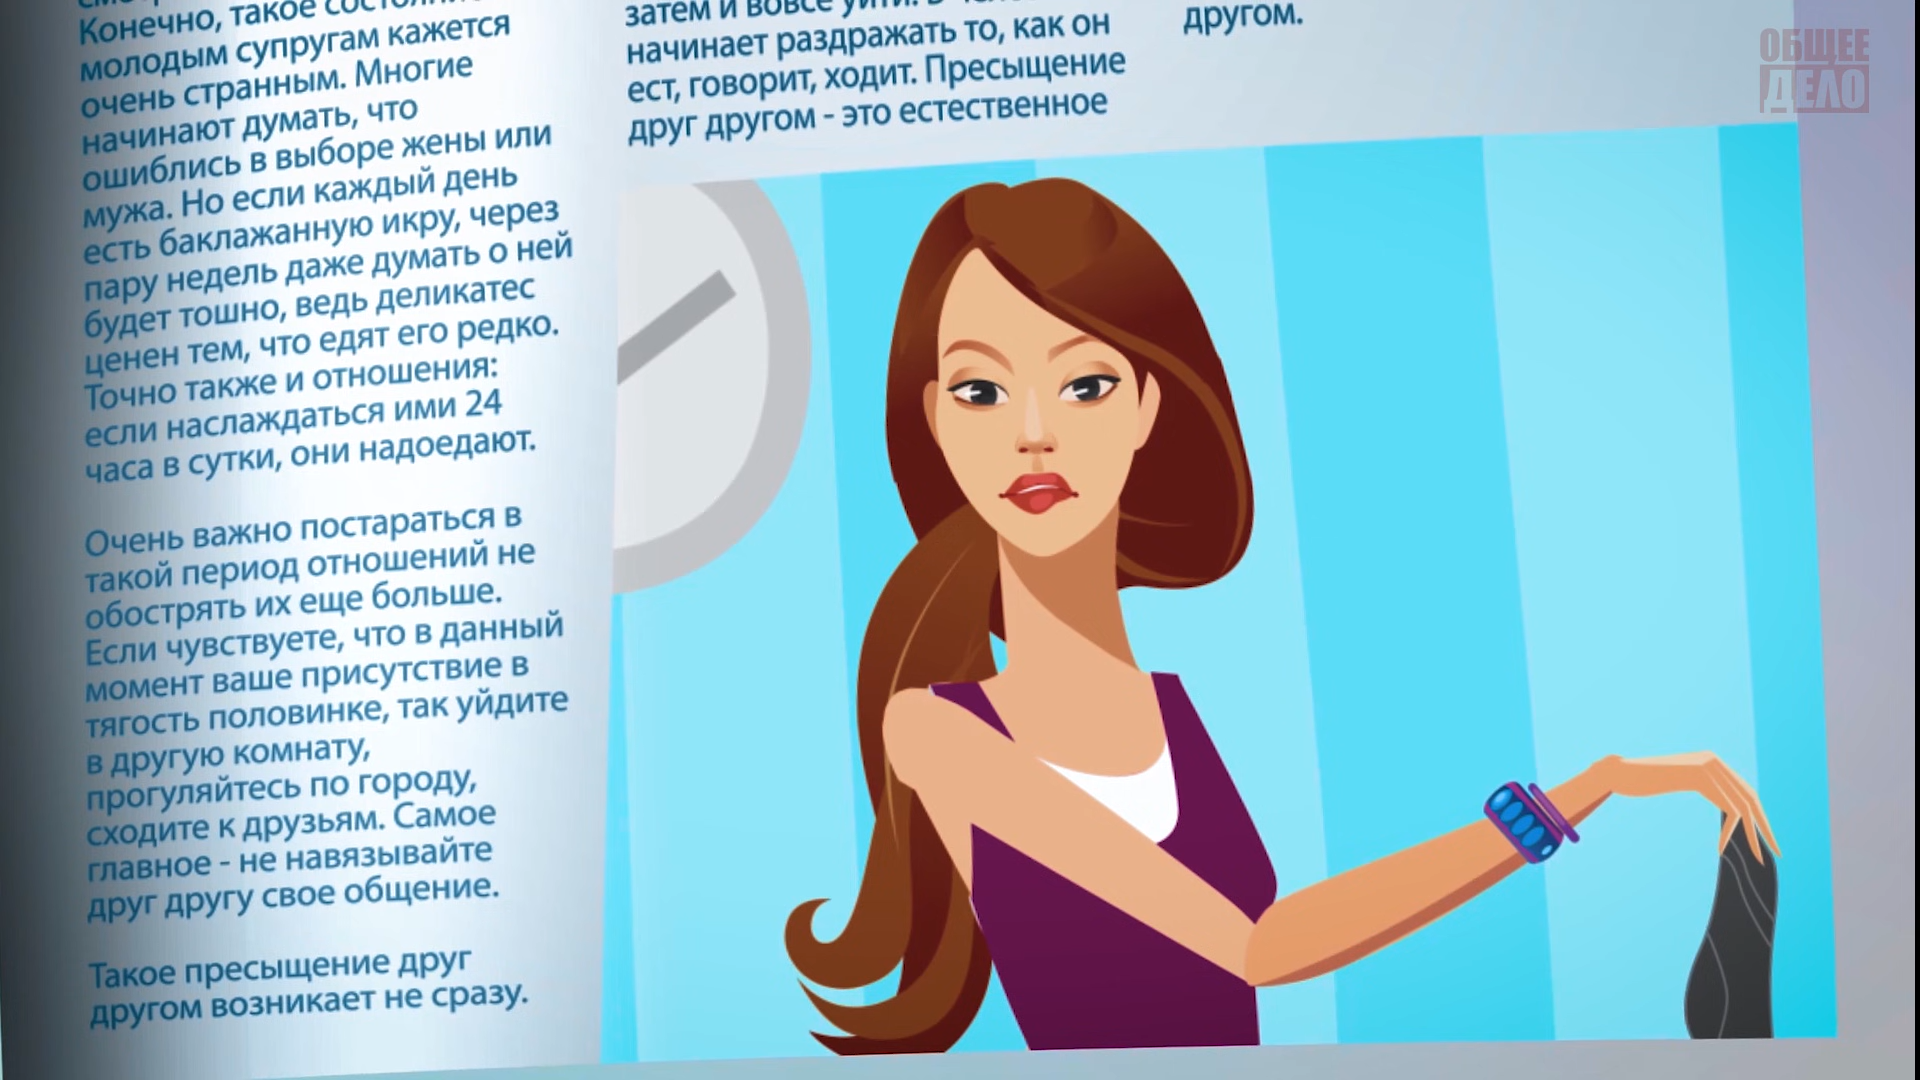 Конечно, такое
молодым супругам кажется
очень странным. Многие
начинают думать, что
ошиблись в выборе жены или
мужа. Но если каждый день
есть баклажанную икру, через
пару недель даже думать о ней
будет тошно, ведь деликатес
ценен тем, что едят его редко.
Точно также и отношения:
если наслаждаться ими 24
часа в сутки, они надоедают.
Очень важно постараться в
такой период отношений не
обострять их еще больше.
Если чувствуете, что в данный
момент ваше присутствие в
тягость половинке, так уйдите
в другую комнату,
прогуляйтесь по городу,
сходите к друзьям. Самое
главное - не навязывайте
друг другу свое общение.
Такое пресыщение друг
другом возникает не сразу.
затем и вовсе уйти. В
начинает раздражать то, как он
ест, говорит, ходит. Пресыщение
друг другом - это естественное
другом.
ОБЩЕЕ
ДЕЛО